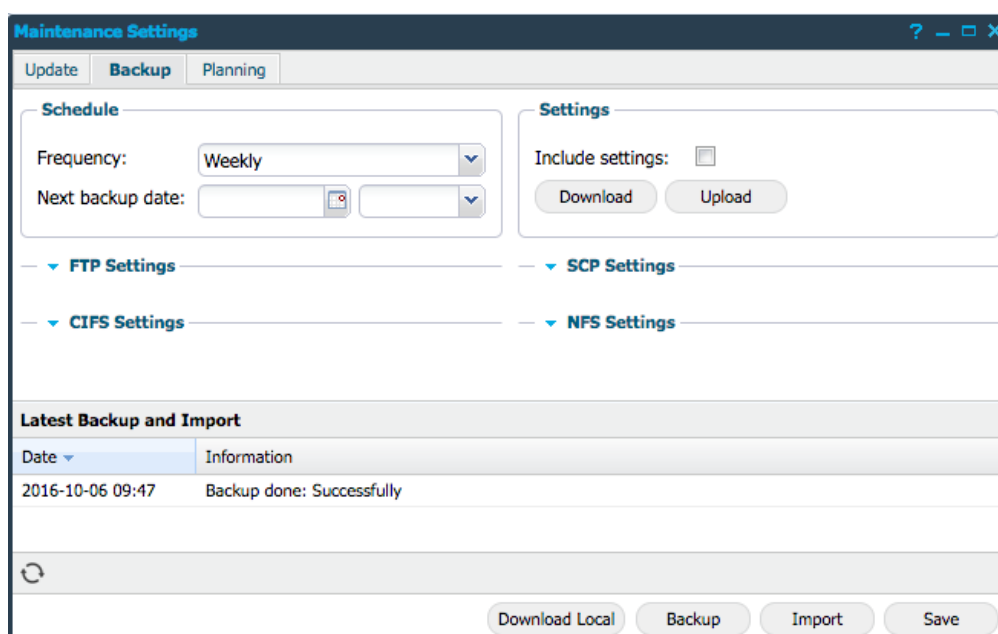 Maintenance Settings
Update Backup Planning
Schedule
Frequency: Weekly
Next backup date:
Settings
Include settings:
Download Upload
FTP Settings
SCP Settings
CIFS Settings
NFS Settings
Latest Backup and Import
Date Information
2016-10-06 09:47 Backup done: Successfully
Download Local Backup Import Save